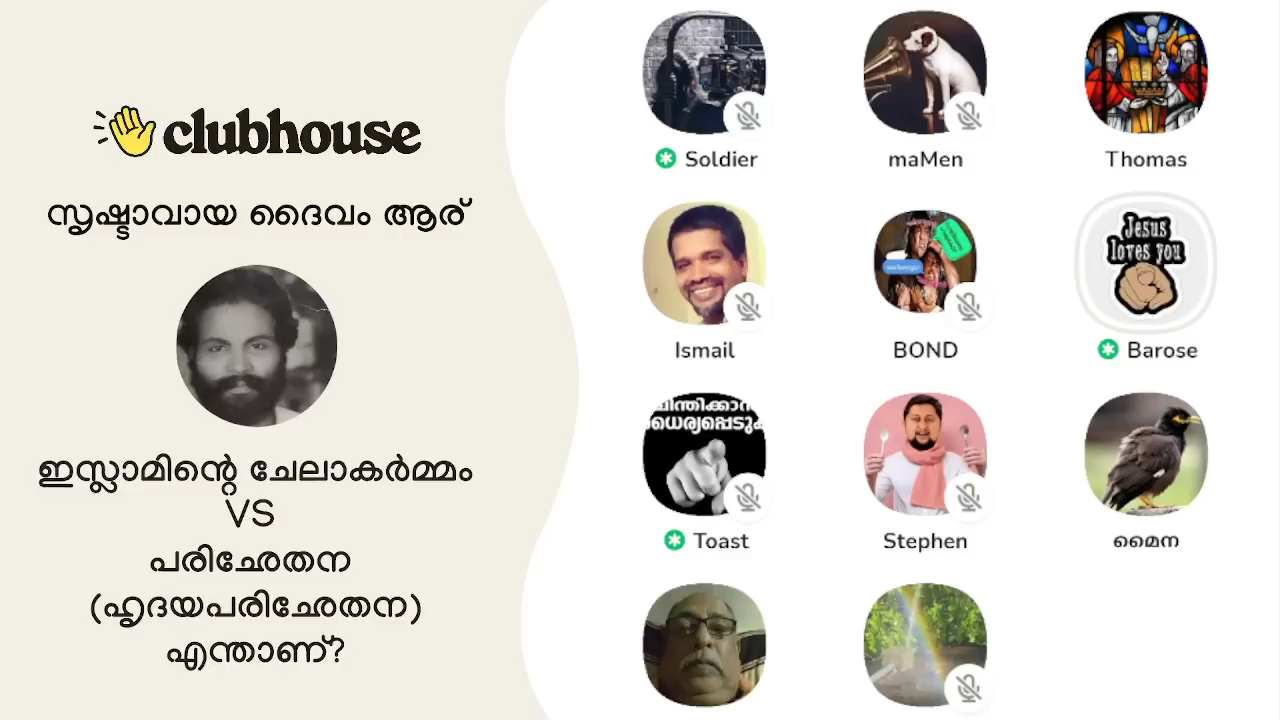 clubhouse
സൃഷ്ടാവായ ദൈവം ആര്
ഇസ്ലാമിന്റെ ചേലാകർമ്മം
VS
പരിഛേതന
(ഹൃദയപരിഛേതന)
എന്താണ്?
Soldier
maMen
Thomas
Ismail
BOND
Jesus
loves you
Barose
ചിന്തിക്കാൻ
ധൈര്യപ്പെടുക
Toast
Stephen
മൈന